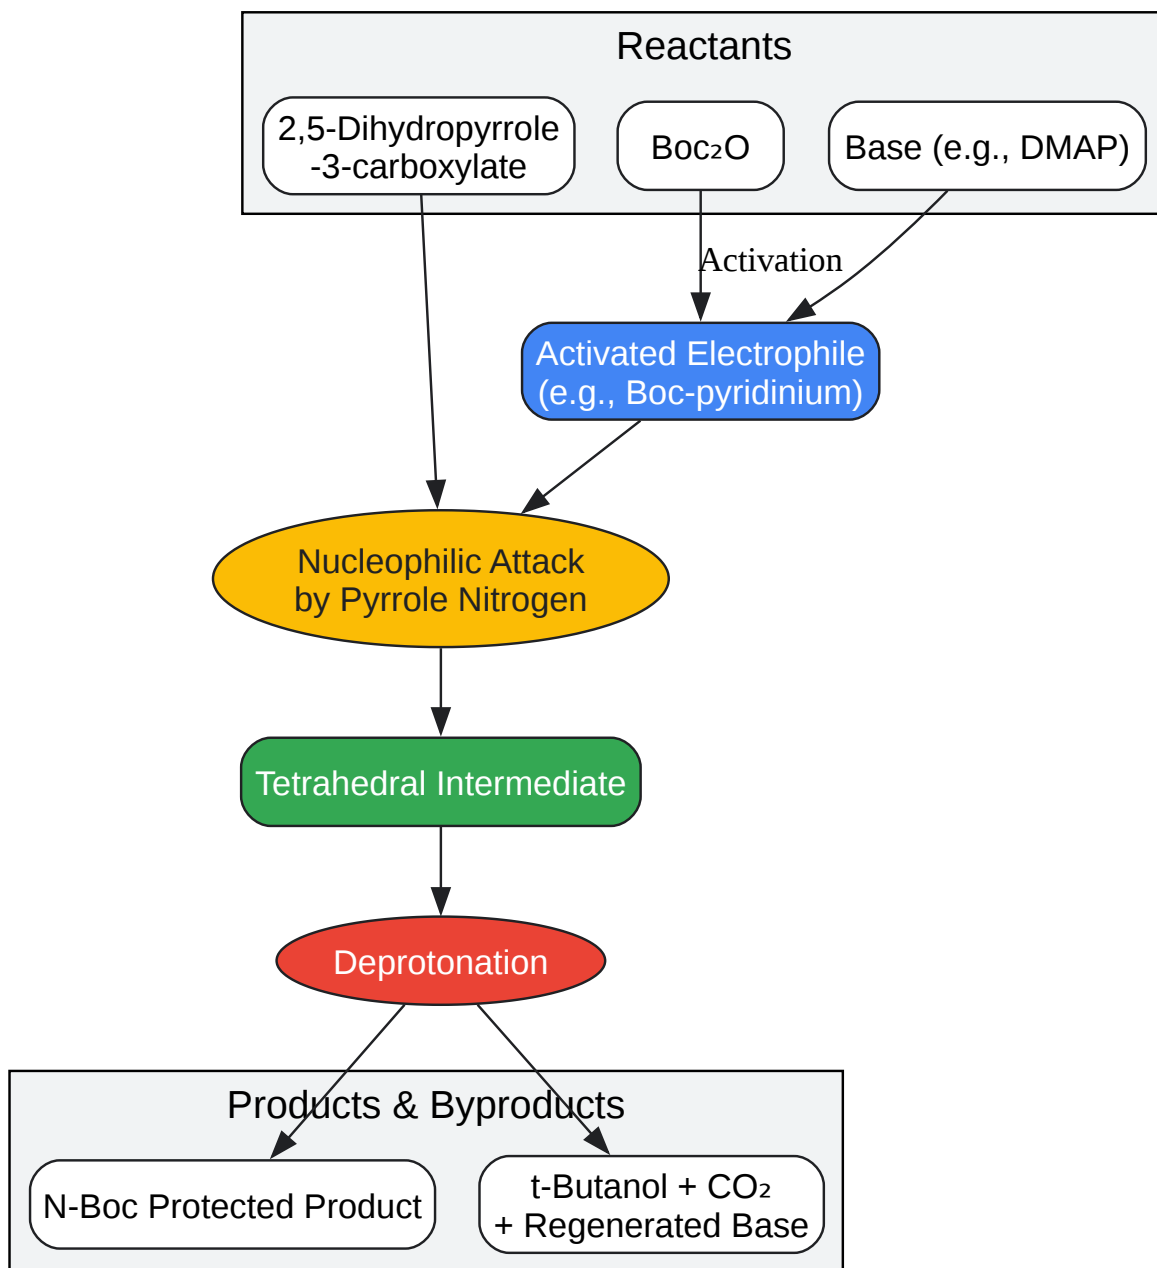 Reactants
2,5-Dihydropyrrole
-3-carboxylate
Boc₂O
Base (e.g., DMAP)
Activation
Activated Electrophile
(e.g., Boc-pyridinium)
Nucleophilic Attack
by Pyrrole Nitrogen
Tetrahedral Intermediate
Deprotonation
Products & Byproducts
N-Boc Protected Product
t-Butanol + CO₂
+ Regenerated Base